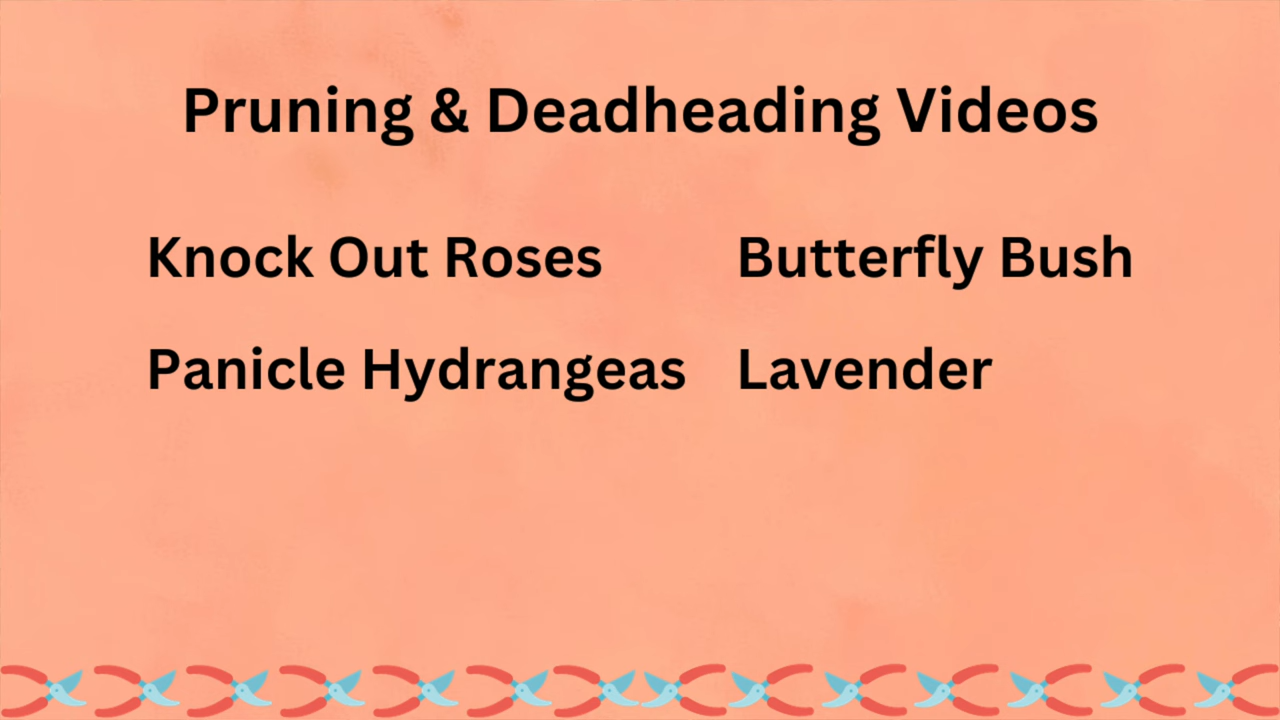 Pruning & Deadheading Videos
Knock Out Roses
Butterfly Bush
Panicle Hydrangeas
Lavender